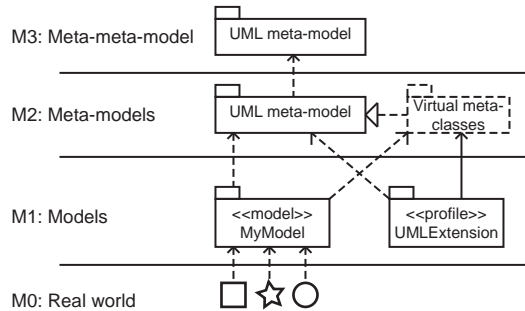 M3: Meta-meta-model
UML meta-model
M2: Meta-models
UML meta-model
Virtual meta-
classes
M1: Models
<<model>>
MyModel
<<profile>>
UMLExtension
M0: Real world